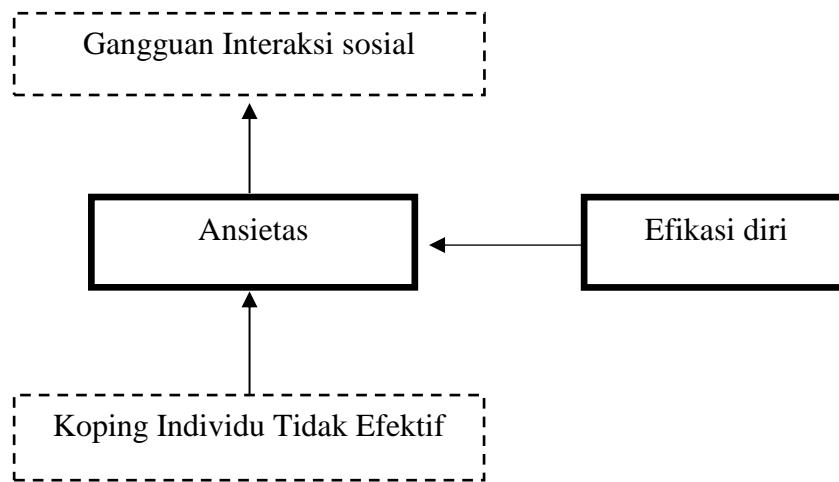 Gangguan Interaksi sosial
Ansietas
Efikasi diri
Koping Individu Tidak Efektif